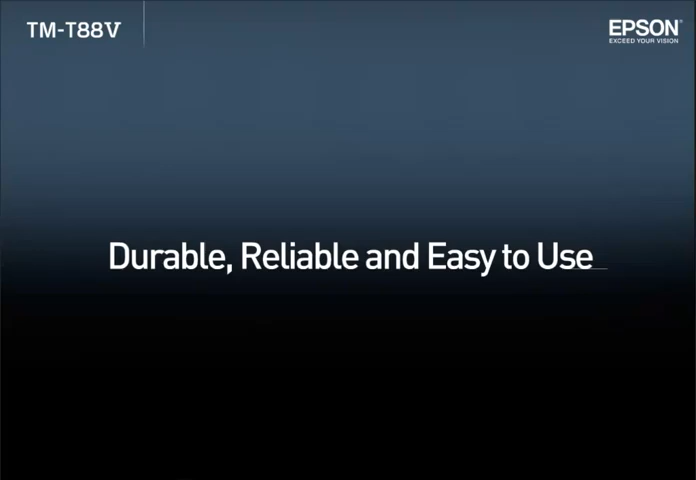 TM-T88V
EPSON
EXCEED YOUR VISION
Durable, Reliable and Easy to Use